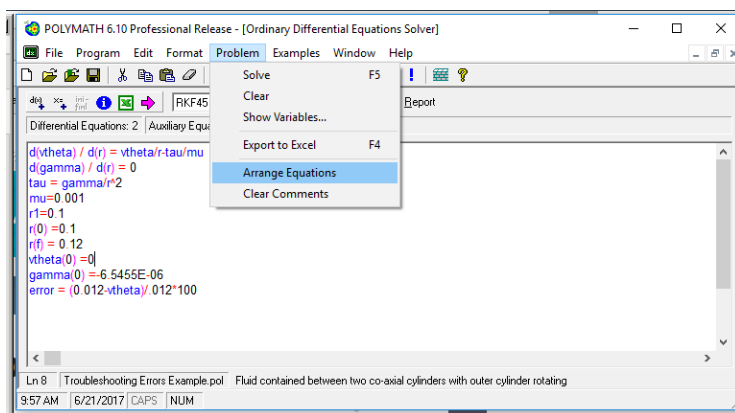 POLYMATH 6.10 Professional Release - [Ordinary Differential Equations Solver]
File Program Edit Format Problem Examples Window Help
Solve F5
Clear
Show Variables...
Export to Excel F4
Arrange Equations
Clear Comments
RKF45
Report
Differential Equations: 2 Auxiliary Equa
d(vtheta) / d(r) = vtheta/r-tau/mu
d(gamma) / d(r) = 0
tau = gamma/r^2
mu=0.001
r1=0.1
r(0) =0.1
r(f) = 0.12
vtheta(0) =0
gamma(0) =-6.5455E-06
error = (0.012-vtheta)/.012*100
Ln 8 Troubleshooting Errors Example.pol Fluid contained between two co-axial cylinders with outer cylinder rotating
9:57 AM 6/21/2017 CAPS NUM